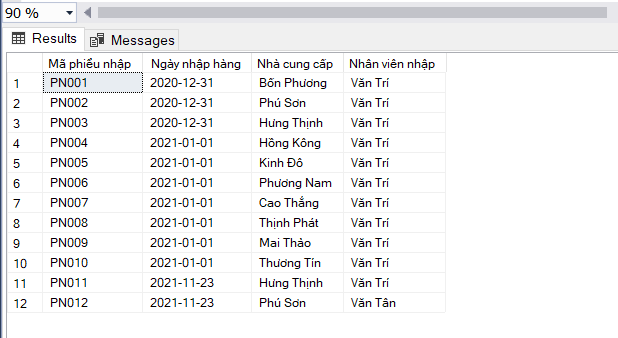 90 %
Results Messages
Mã phiếu nhập Ngày nhập hàng Nhà cung cấp Nhân viên nhập
1 PN001 2020-12-31 Bốn Phương Văn Trí
2 PN002 2020-12-31 Phú Sơn Văn Trí
3 PN003 2020-12-31 Hưng Thịnh Văn Trí
4 PN004 2021-01-01 Hồng Kông Văn Trí
5 PN005 2021-01-01 Kinh Đô Văn Trí
6 PN006 2021-01-01 Phương Nam Văn Trí
7 PN007 2021-01-01 Cao Thắng Văn Trí
8 PN008 2021-01-01 Thịnh Phát Văn Trí
9 PN009 2021-01-01 Mai Thảo Văn Trí
10 PN010 2021-01-01 Thương Tín Văn Trí
11 PN011 2021-11-23 Hưng Thịnh Văn Trí
12 PN012 2021-11-23 Phú Sơn Văn Tân